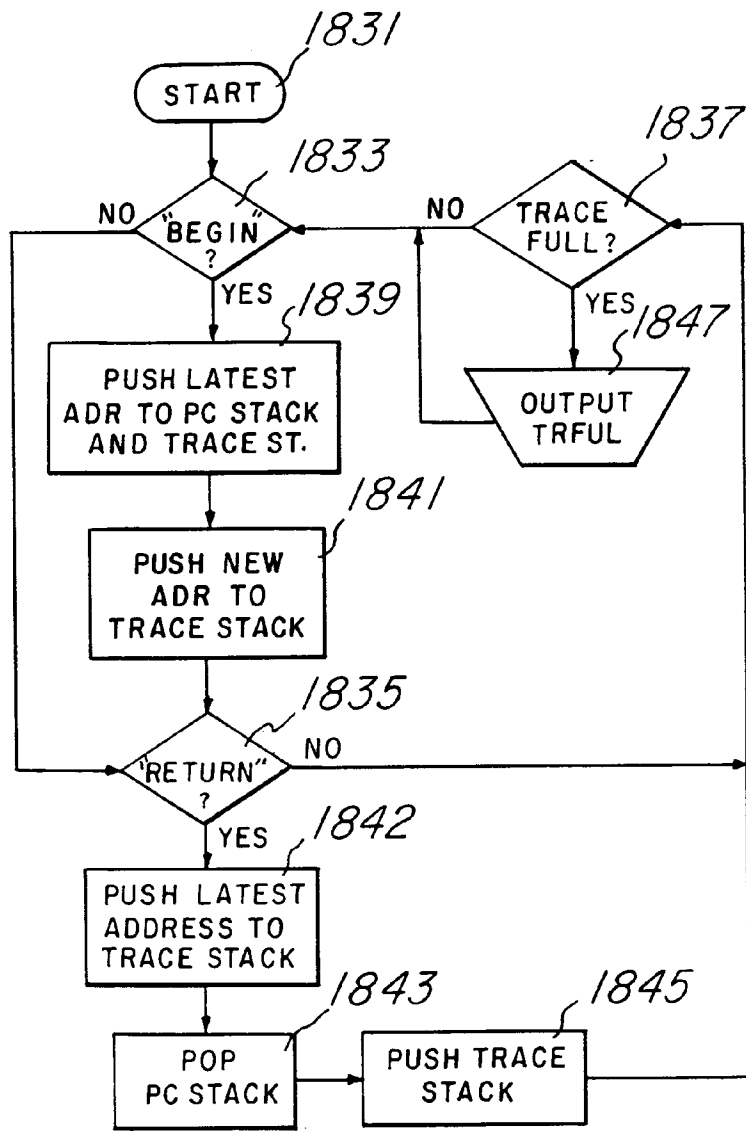 1831
START
1833
NO
"BEGIN"
?
YES
1837
NO
TRACE
FULL?
YES
1839
PUSH LATEST
ADR TO PC STACK
AND TRACE ST.
1847
OUTPUT
TRFUL
1841
PUSH NEW
ADR TO
TRACE STACK
1835
"RETURN"
?
NO
YES
1842
PUSH LATEST
ADDRESS TO
TRACE STACK
1843
POP
PC STACK
1845
PUSH TRACE
STACK